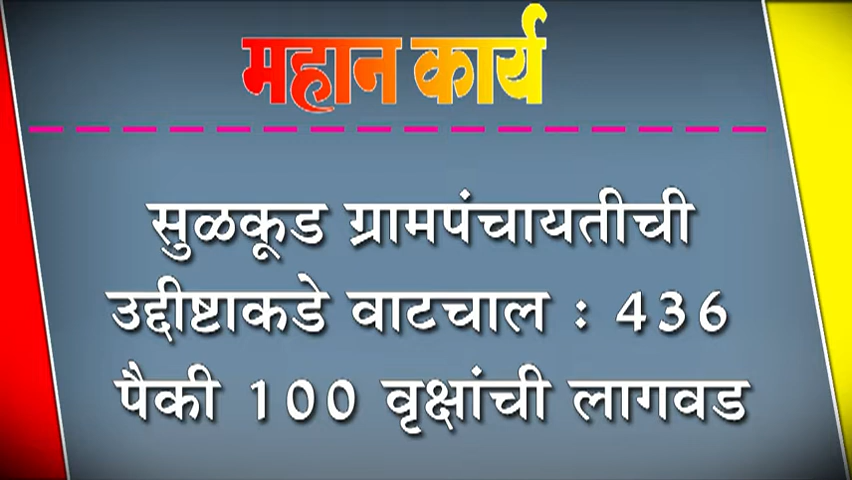 महान कार्य
सुळकूड ग्रामपंचायतीची
उद्दीष्टाकडे वाटचाल : 436
पैकी 100 वृक्षांची लागवड